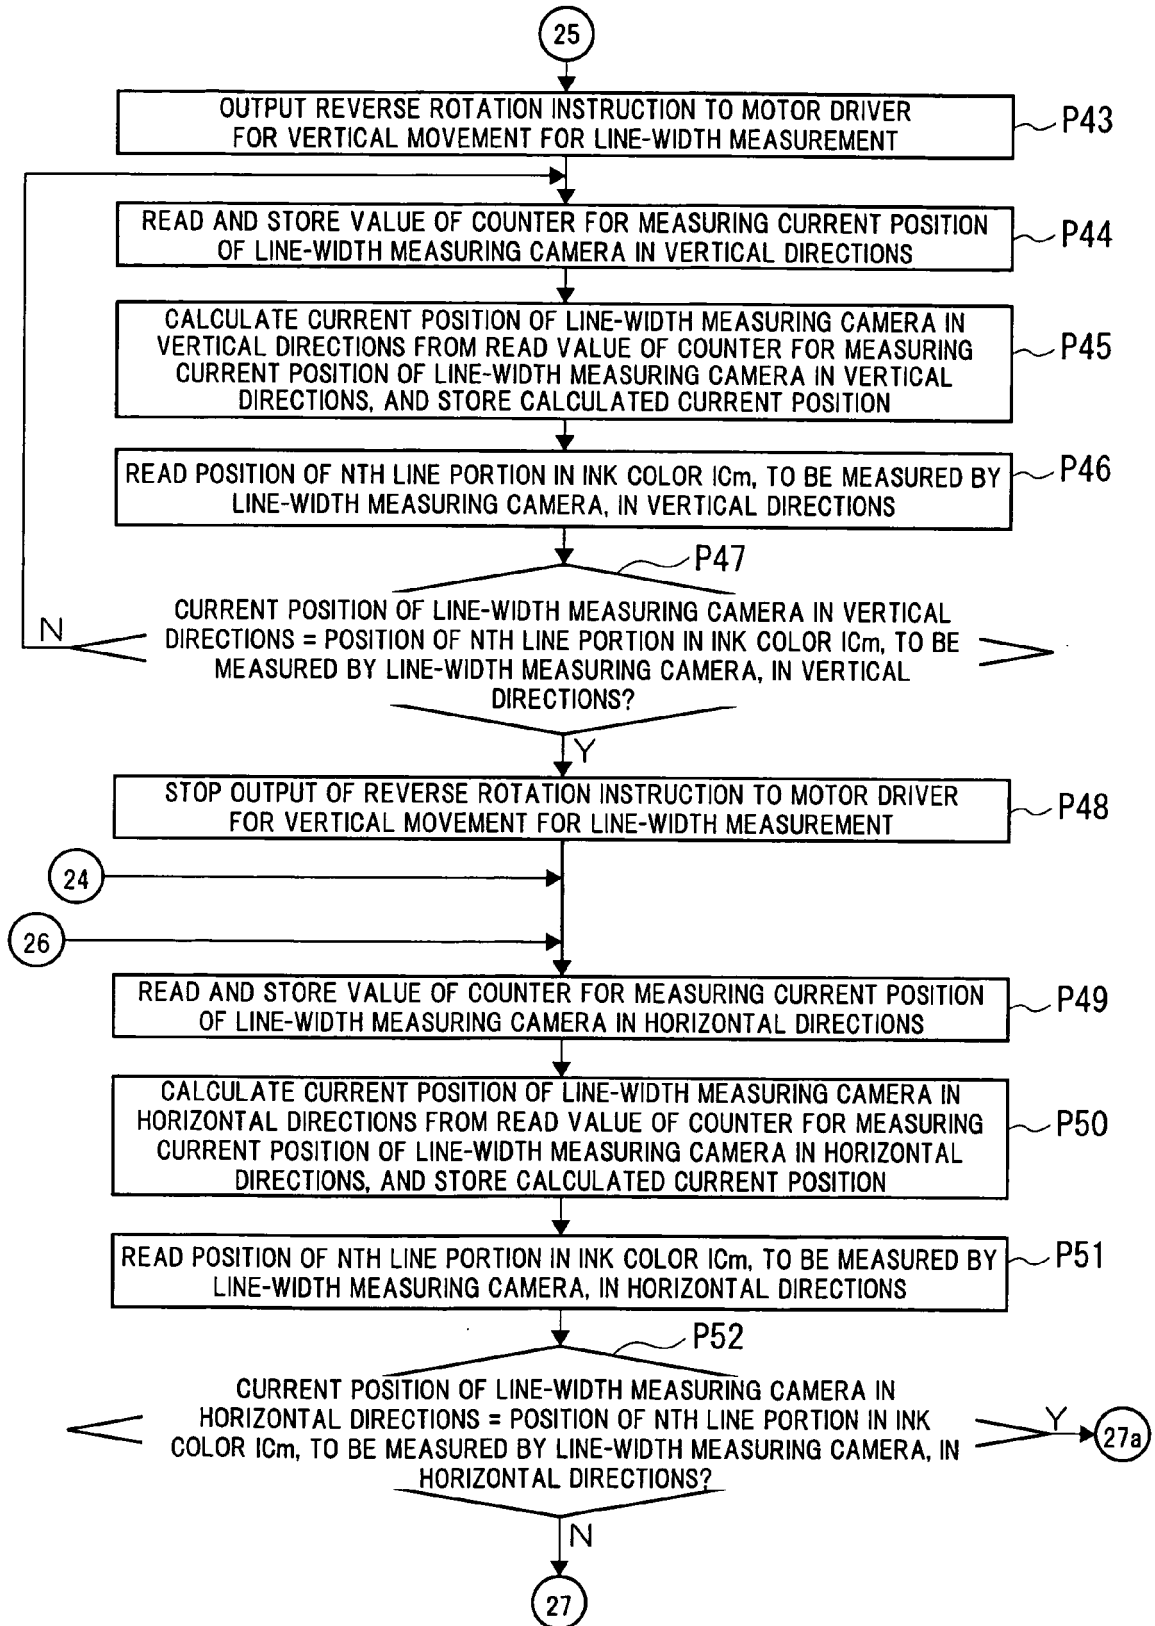 25
OUTPUT REVERSE ROTATION INSTRUCTION TO MOTOR DRIVER
FOR VERTICAL MOVEMENT FOR LINE-WIDTH MEASUREMENT
P43
READ AND STORE VALUE OF COUNTER FOR MEASURING CURRENT POSITION
OF LINE-WIDTH MEASURING CAMERA IN VERTICAL DIRECTIONS
P44
CALCULATE CURRENT POSITION OF LINE-WIDTH MEASURING CAMERA IN
VERTICAL DIRECTIONS FROM READ VALUE OF COUNTER FOR MEASURING
CURRENT POSITION OF LINE-WIDTH MEASURING CAMERA IN VERTICAL
DIRECTIONS, AND STORE CALCULATED CURRENT POSITION
P45
READ POSITION OF NTH LINE PORTION IN INK COLOR ICm, TO BE MEASURED BY
LINE-WIDTH MEASURING CAMERA, IN VERTICAL DIRECTIONS
P46
P47
CURRENT POSITION OF LINE-WIDTH MEASURING CAMERA IN VERTICAL
DIRECTIONS = POSITION OF NTH LINE PORTION IN INK COLOR ICm, TO BE
MEASURED BY LINE-WIDTH MEASURING CAMERA, IN VERTICAL
DIRECTIONS?
N
Y
STOP OUTPUT OF REVERSE ROTATION INSTRUCTION TO MOTOR DRIVER
FOR VERTICAL MOVEMENT FOR LINE-WIDTH MEASUREMENT
P48
24
26
READ AND STORE VALUE OF COUNTER FOR MEASURING CURRENT POSITION
OF LINE-WIDTH MEASURING CAMERA IN HORIZONTAL DIRECTIONS
P49
CALCULATE CURRENT POSITION OF LINE-WIDTH MEASURING CAMERA IN
HORIZONTAL DIRECTIONS FROM READ VALUE OF COUNTER FOR MEASURING
CURRENT POSITION OF LINE-WIDTH MEASURING CAMERA IN HORIZONTAL
DIRECTIONS, AND STORE CALCULATED CURRENT POSITION
P50
READ POSITION OF NTH LINE PORTION IN INK COLOR ICm, TO BE MEASURED BY
LINE-WIDTH MEASURING CAMERA, IN HORIZONTAL DIRECTIONS
P51
P52
CURRENT POSITION OF LINE-WIDTH MEASURING CAMERA IN
HORIZONTAL DIRECTIONS = POSITION OF NTH LINE PORTION IN INK
COLOR ICm, TO BE MEASURED BY LINE-WIDTH MEASURING CAMERA, IN
HORIZONTAL DIRECTIONS?
Y
27a
N
27